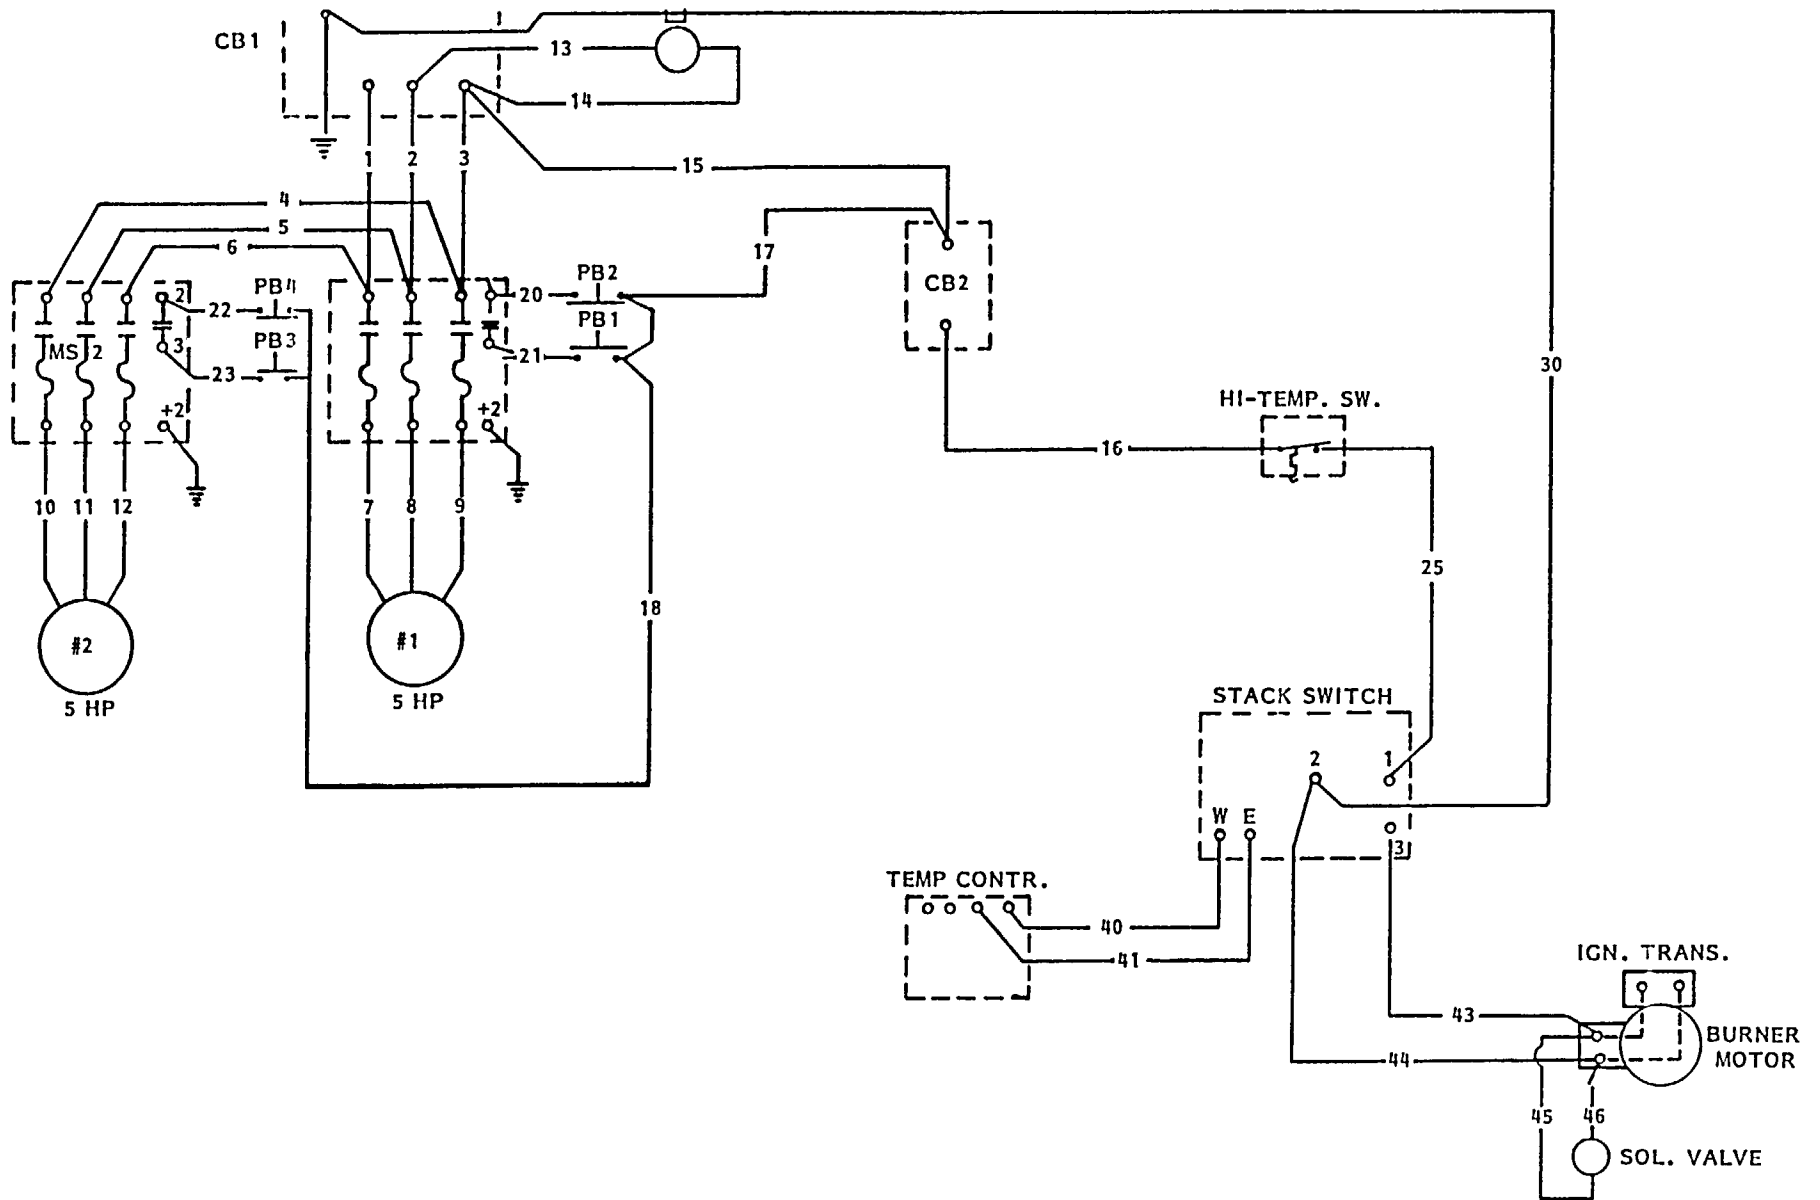 CB1
13
14
1
2
3
15
4
5
6
17
CB2
PB4
PB2
20
2
22
PB1
PB3
MS 2
3
21
23
30
+2
+2
HI-TEMP. SW.
16
10
11
12
7
8
9
25
18
#2
#1
5 HP
5 HP
STACK SWITCH
2
1
W
E
3
TEMP CONTR.
40
41
IGN. TRANS.
43
BURNER
MOTOR
44
45
46
SOL. VALVE